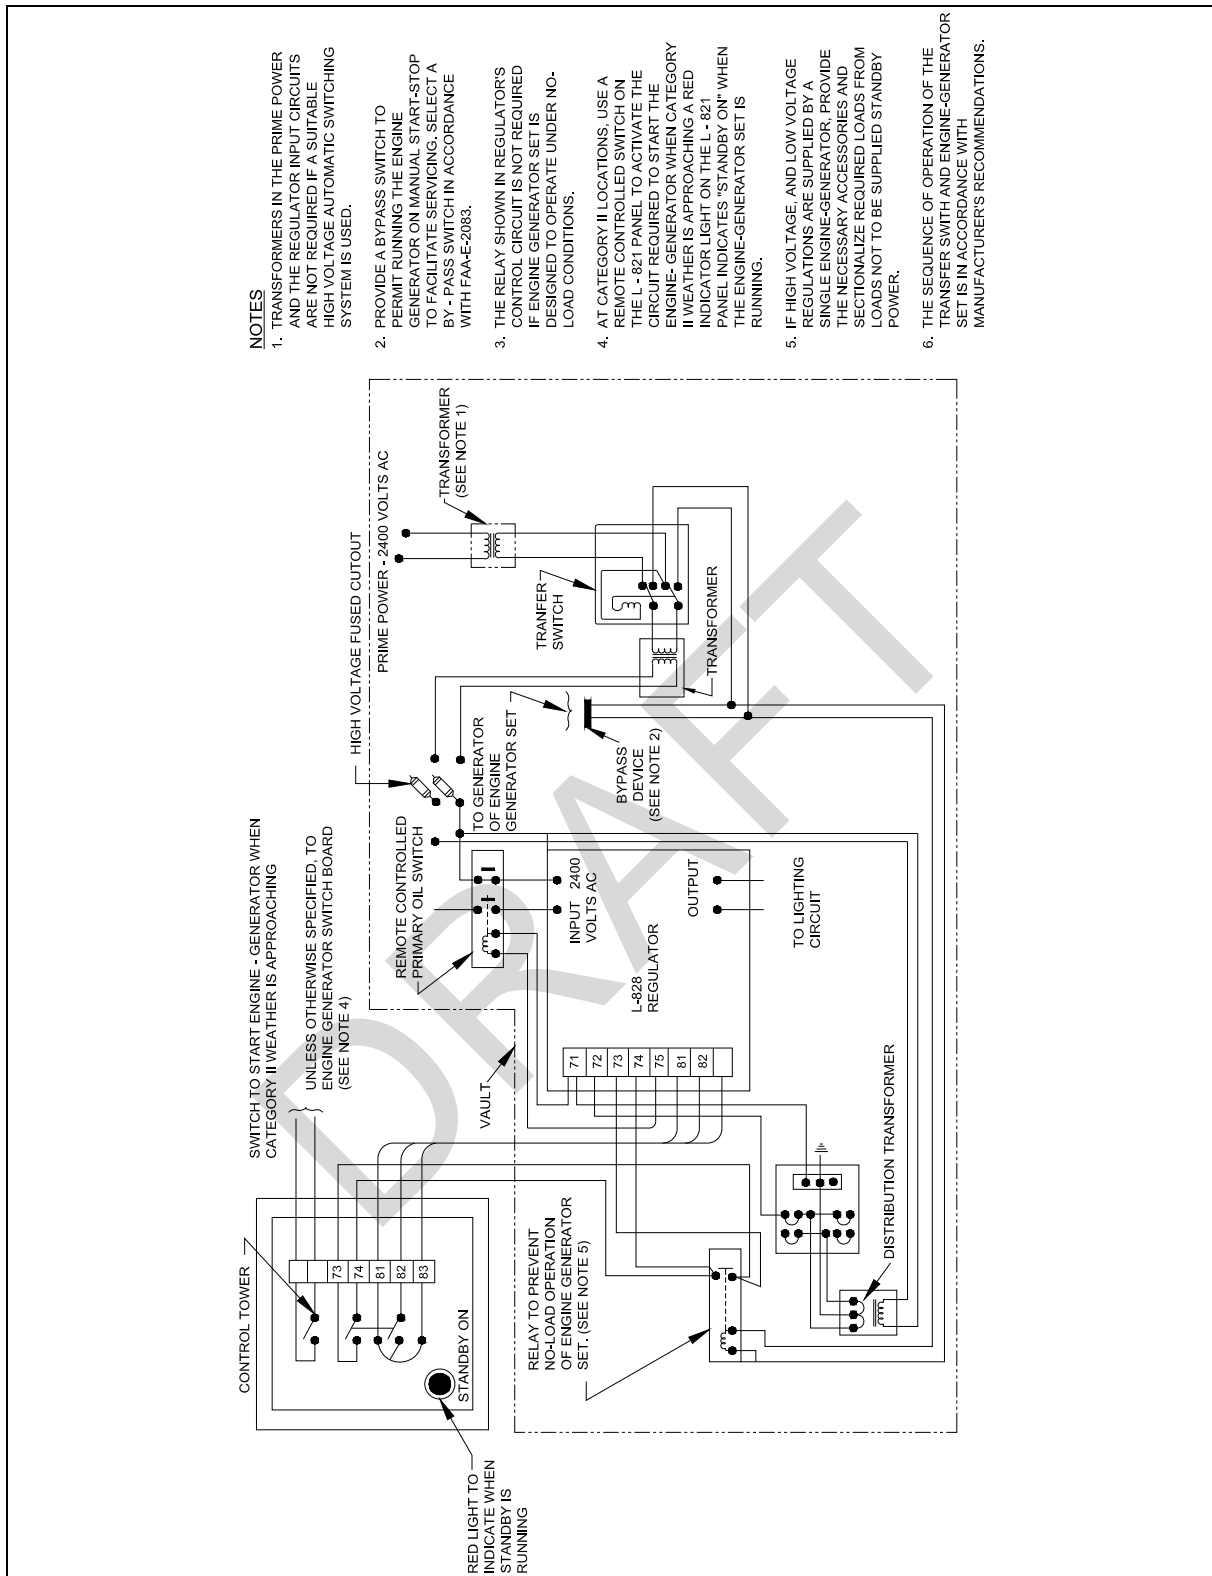 NOTES
1. TRANSFORMERS IN THE PRIME POWER
AND THE REGULATOR INPUT CIRCUITS
ARE NOT REQUIRED IF A SUITABLE
HIGH VOLTAGE AUTOMATIC SWITCHING
SYSTEM IS USED.
2. PROVIDE A BYPASS SWITCH TO
PERMIT RUNNING THE ENGINE
GENERATOR ON MANUAL START-STOP
TO FACILITATE SERVICING. SELECT A
BY - PASS SWITCH IN ACCORDANCE
WITH FAA-E-2083.
3. THE RELAY SHOWN IN REGULATOR'S
CONTROL CIRCUIT IS NOT REQUIRED
IF ENGINE GENERATOR SET IS
DESIGNED TO OPERATE UNDER NO-
LOAD CONDITIONS.
4. AT CATEGORY II LOCATIONS, USE A
REMOTE CONTROLLED SWITCH ON
THE L - 821 PANEL TO ACTIVATE THE
CIRCUIT REQUIRED TO START THE
ENGINE- GENERATOR WHEN CATEGORY
II WEATHER IS APPROACHING A RED
INDICATOR LIGHT ON THE L - 821
PANEL INDICATES "STANDBY ON" WHEN
THE ENGINE-GENERATOR SET IS
RUNNING.
5. IF HIGH VOLTAGE, AND LOW VOLTAGE
REGULATIONS ARE SUPPLIED BY A
SINGLE ENGINE-GENERATOR, PROVIDE
THE NECESSARY ACCESSORIES AND
SECTIONALIZE REQUIRED LOADS FROM
LOADS NOT TO BE SUPPLIED STANDBY
POWER.
6. THE SEQUENCE OF OPERATION OF THE
TRANSFER SWITH AND ENGINE-GENERATOR
SET IS IN ACCORDANCE WITH
MANUFACTURER'S RECOMMENDATIONS.
SWITCH TO START ENGINE - GENERATOR WHEN
CATEGORY II WEATHER IS APPROACHING
UNLESS OTHERWISE SPECIFIED, TO
ENGINE GENERATOR SWITCH BOARD
(SEE NOTE 4)
CONTROL TOWER
73
74
81
82
83
STANDBY ON
RED LIGHT TO
INDICATE WHEN
STANDBY IS
RUNNING
HIGH VOLTAGE FUSED CUTOUT
PRIME POWER - 2400 VOLTS AC
TRANSFORMER
(SEE NOTE 1)
REMOTE CONTROLLED
PRIMARY OIL SWITCH
TO GENERATOR
OF ENGINE
GENERATOR SET
TRANFER
SWITCH
VAULT
71
72
73
74
75
81
82
INPUT 2400
VOLTS AC
L-828
REGULATOR
OUTPUT
TO LIGHTING
CIRCUIT
BYPASS
DEVICE
(SEE NOTE 2)
TRANSFORMER
RELAY TO PREVENT
NO-LOAD OPERATION
OF ENGINE GENERATOR
SET. (SEE NOTE 5)
DISTRIBUTION TRANSFORMER
DRAFT